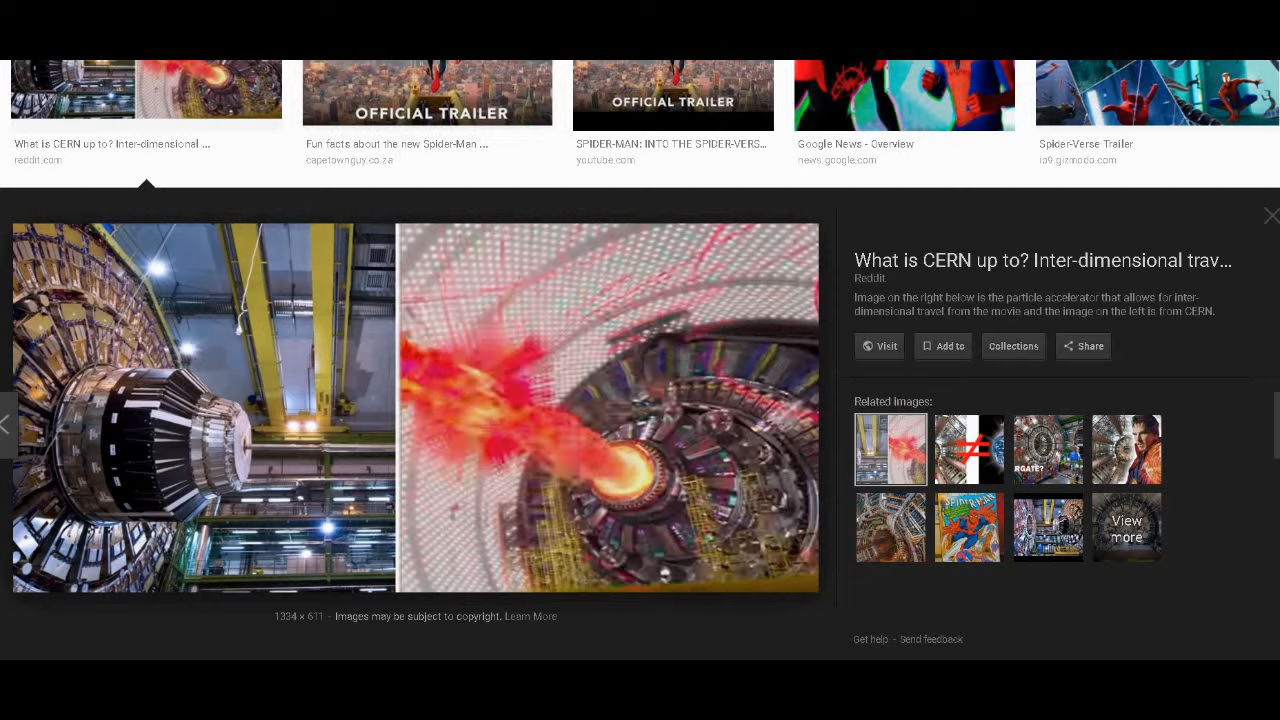 OFFICIAL TRAILER
OFFICIAL TRAILER
What is CERN up to? Inter-dimensional ...
reddit.com
Fun facts about the new Spider-Man ...
capetownguy.co.za
SPIDER-MAN: INTO THE SPIDER-VERS...
youtube.com
Google News - Overview
news.google.com
Spider-Verse Trailer
io9.gizmodo.com
What is CERN up to? Inter-dimensional trav...
Reddit
Image on the right below is the particle accelerator that allows for inter-
dimensional travel from the movie and the image on the left is from CERN.
Visit
Add to
Collections
Share
Related Images:
RGATE?
SPIDER-MAN
View
more
1334 × 611 - Images may be subject to copyright. Learn More
Get help - Send feedback